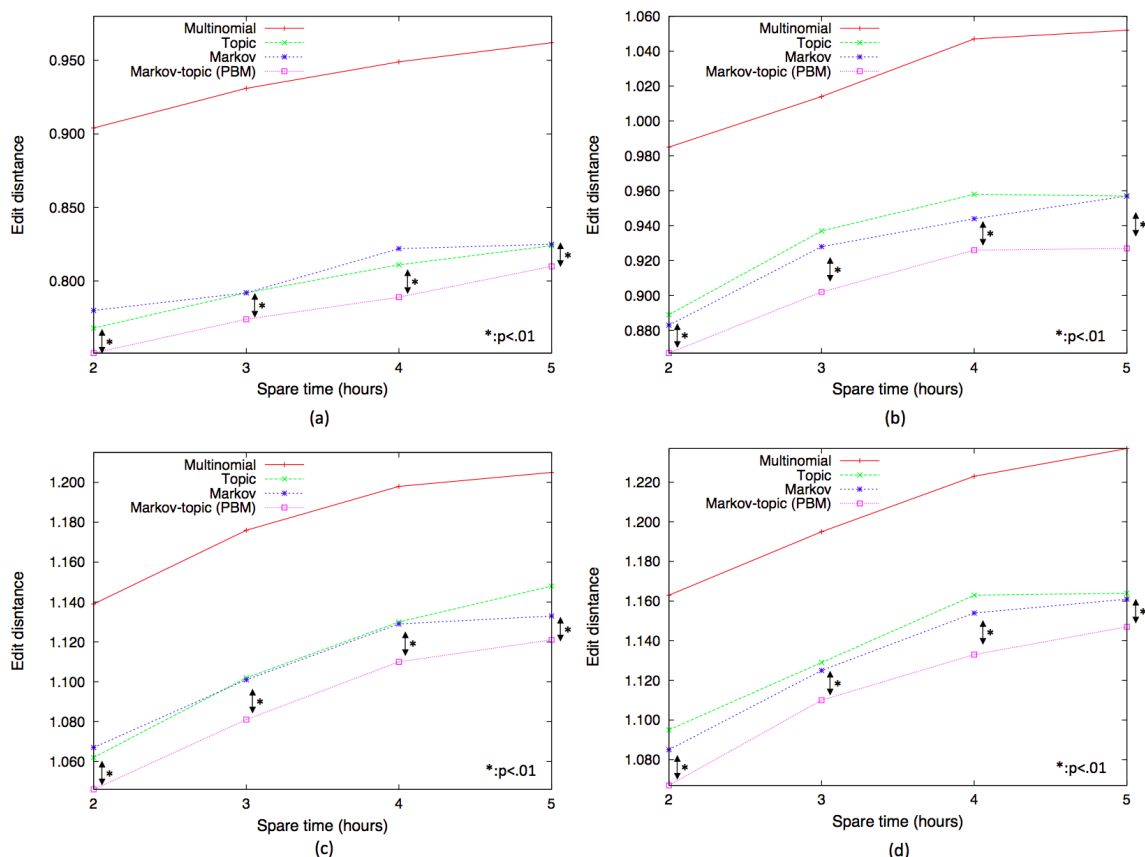 Multinomial
Topic
Markov
Markov-topic (PBM)
0.950
0.900
0.850
0.800
Edit disntance
*
*
*
*
*:p<.01
2 3 4 5
Spare time (hours)
(a)
1.060
Multinomial
Topic
Markov
Markov-topic (PBM)
1.040
1.020
1.000
0.980
0.960
0.940
0.920
0.900
0.880
Edit disntance
*
*
*
*
*:p<.01
2 3 4 5
Spare time (hours)
(b)
Multinomial
Topic
Markov
Markov-topic (PBM)
1.200
1.180
1.160
1.140
1.120
1.100
1.080
1.060
Edit disntance
*
*
*
*
*:p<.01
2 3 4 5
Spare time (hours)
(c)
Multinomial
Topic
Markov
Markov-topic (PBM)
1.220
1.200
1.180
1.160
1.140
1.120
1.100
1.080
Edit disntance
*
*
*
*
*:p<.01
2 3 4 5
Spare time (hours)
(d)